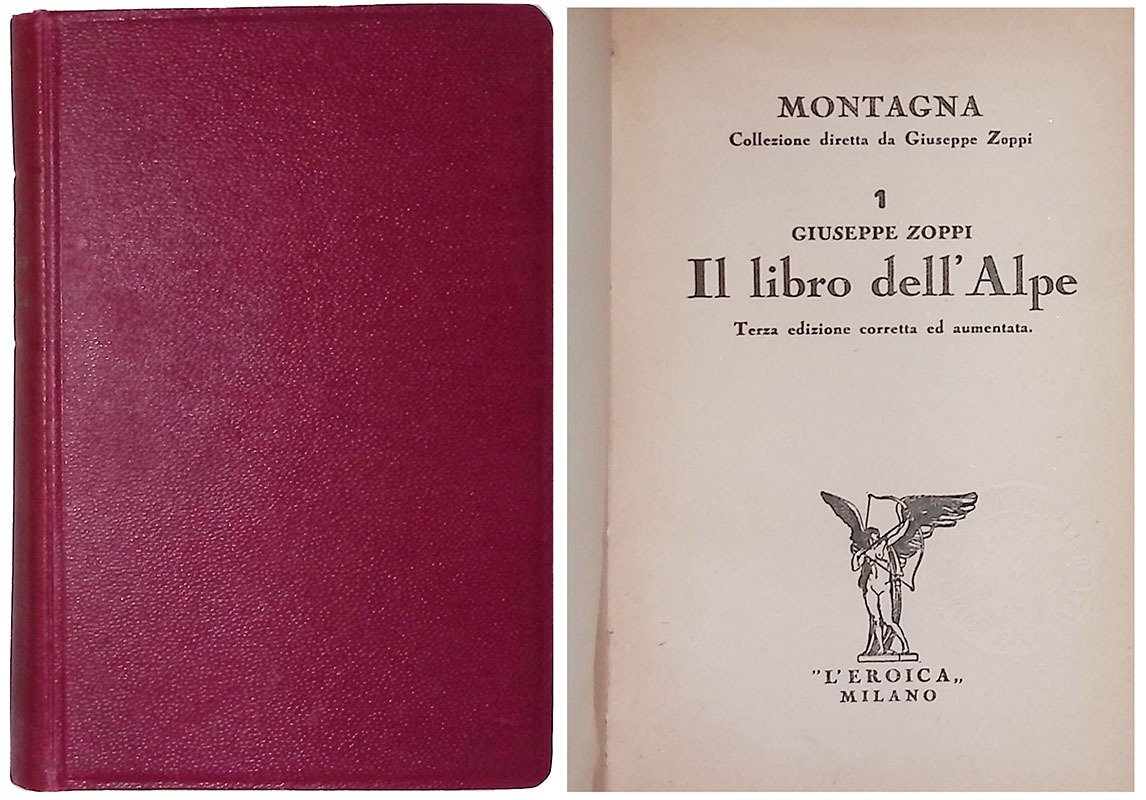 MONTAGNA
Collezione diretta da Giuseppe Zoppi
1
GIUSEPPE ZOPPI
Il libro dell'Alpe
Terza edizione corretta ed aumentata.
"L'EROICA„
MILANO